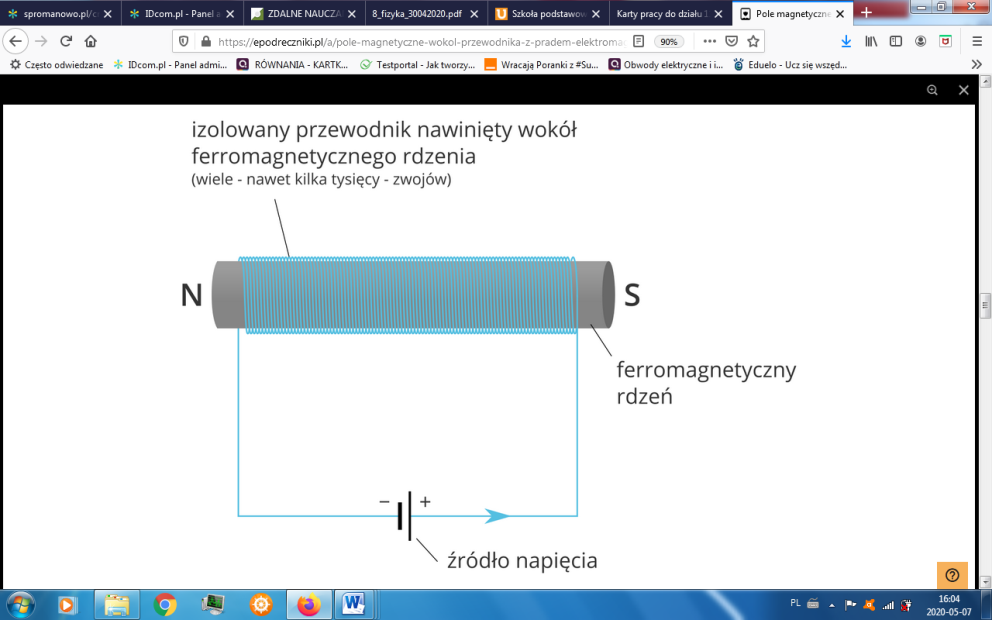 spromanowo.pl/c
IDcom.pl - Panel a
ZDALNE NAUCZA
8_fizyka_30042020.pdf
Szkoła podstawow
Karty pracy do działu 1
Pole magnetyczne
https://epodreczniki.pl/a/pole-magnetyczne-wokol-przewodnika-z-pradem-elektromag
90%
Często odwiedzane
IDcom.pl - Panel admi...
RÓWNANIA - KARTK...
Testportal - Jak tworzy...
Wracają Poranki z #Su...
Obwody elektryczne i i...
Eduelo - Ucz się wszęd...
izolowany przewodnik nawinięty wokół
ferromagnetycznego rdzenia
(wiele - nawet kilka tysięcy - zwojów)
N
S
ferromagnetyczny
rdzeń
− +
źródło napięcia
PL
16:04
2020-05-07